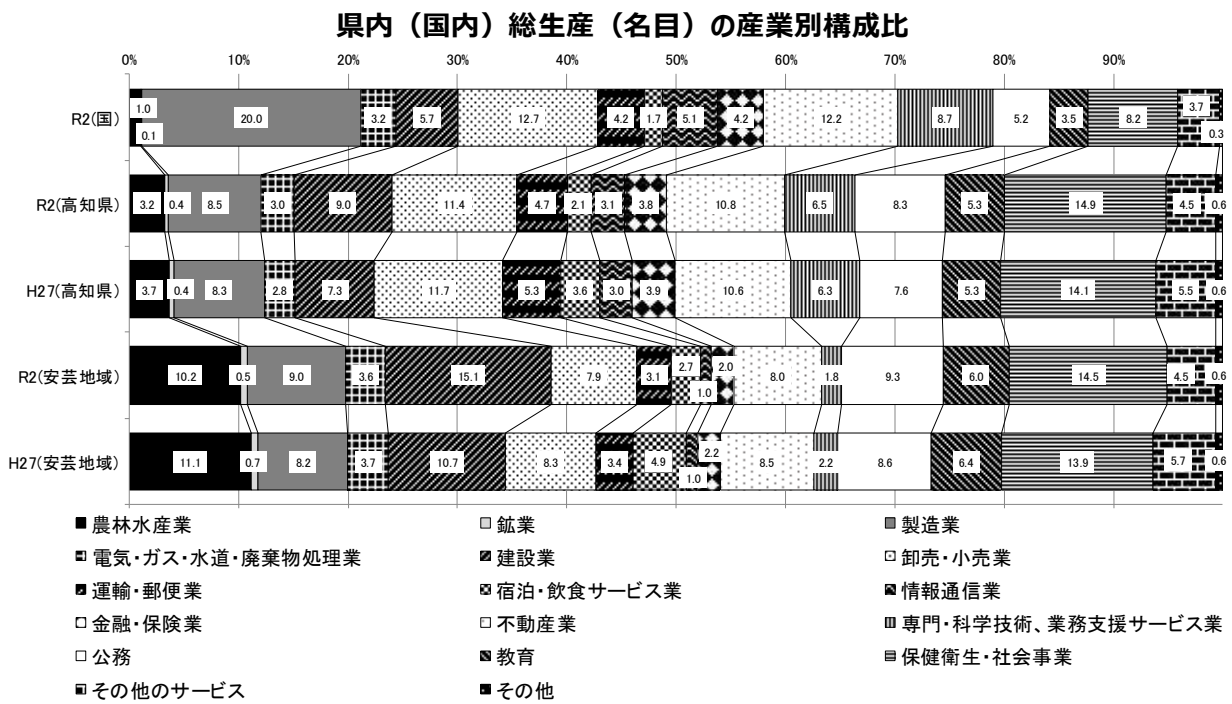 県内（国内）総生産（名目）の産業別構成比
0% 10% 20% 30% 40% 50% 60% 70% 80% 90%
R2(国) 1.0 0.1 20.0 3.2 5.7 12.7 4.2 1.7 5.1 4.2 12.2 8.7 5.2 3.5 8.2 3.7 0.3
R2(高知県) 3.2 0.4 8.5 3.0 9.0 11.4 4.7 2.1 3.1 3.8 10.8 6.5 8.3 5.3 14.9 4.5 0.6
H27(高知県) 3.7 0.4 8.3 2.8 7.3 11.7 5.3 3.6 3.0 3.9 10.6 6.3 7.6 5.3 14.1 5.5 0.6
R2(安芸地域) 10.2 0.5 9.0 3.6 15.1 7.9 3.1 2.7 1.0 2.0 8.0 1.8 9.3 6.0 14.5 4.5 0.6
H27(安芸地域) 11.1 0.7 8.2 3.7 10.7 8.3 3.4 4.9 1.0 2.2 8.5 2.2 8.6 6.4 13.9 5.7 0.6
農林水産業 鉱業 製造業
電気・ガス・水道・廃棄物処理業 建設業 卸売・小売業
運輸・郵便業 宿泊・飲食サービス業 情報通信業
金融・保険業 不動産業 専門・科学技術、業務支援サービス業
公務 教育 保健衛生・社会事業
その他のサービス その他